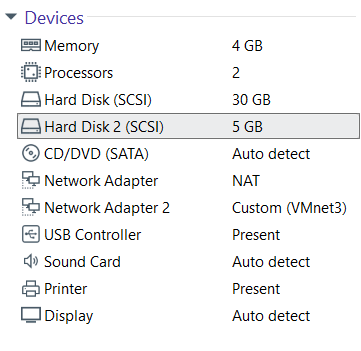 Devices
Memory 4 GB
Processors 2
Hard Disk (SCSI) 30 GB
Hard Disk 2 (SCSI) 5 GB
CD/DVD (SATA) Auto detect
Network Adapter NAT
Network Adapter 2 Custom (VMnet3)
USB Controller Present
Sound Card Auto detect
Printer Present
Display Auto detect